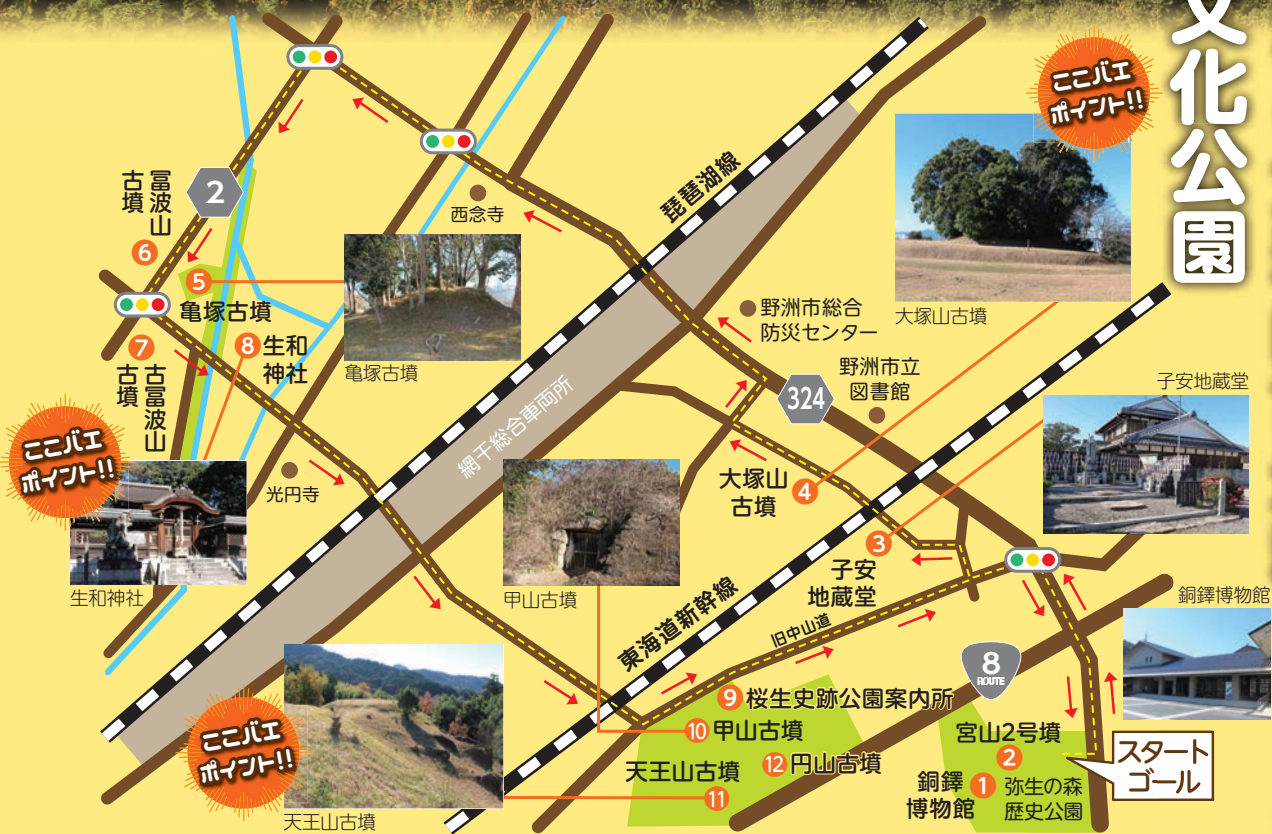 文化公園
ここバエ
ポイント!!
大塚山古墳
琵琶湖線
2
冨波山
古墳
6
西念寺
5
亀塚古墳
亀塚古墳
7
古冨波山
古墳
8
生和
神社
野洲市総合
防災センター
野洲市立
図書館
324
子安地蔵堂
ここバエ
ポイント!!
生和神社
光円寺
網干総合車両所
甲山古墳
大塚山
古墳
4
3
子安
地蔵堂
東海道新幹線
旧中山道
8
ROUTE
銅鐸博物館
ここバエ
ポイント!!
天王山古墳
9
桜生史跡公園案内所
10
甲山古墳
12
円山古墳
天王山古墳
11
宮山2号墳
2
銅鐸
博物館
1
弥生の森
歴史公園
スタート
ゴール